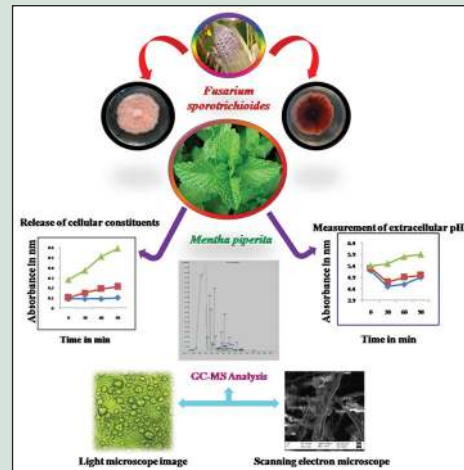 Fusarium
sporotrichioides
Release of cellular constituents
Mentha piperita
Measurement of extracellular pH
Absorbance in nm
Absorbance in nm
Time in min
Time in min
GC-MS Analysis
Light microscope image
Scanning electron microscope